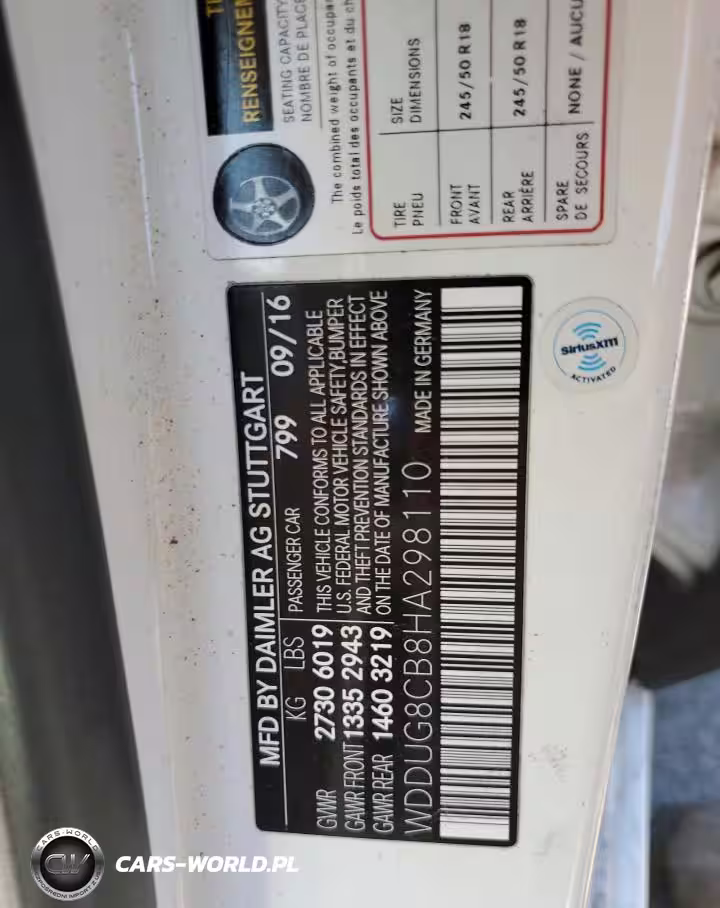 RENSEIGNEM
SEATING CAPACITY
NOMBRE DE PLACE
The combined weight of occupa
Le poids total des occupants et du ch
TIRE SIZE
PNEU DIMENSIONS
FRONT 245/50 R18
AVANT
REAR 245/50 R18
ARRIÈRE
SPARE NONE / AUCU
DE SECOURS
MFD BY DAIMLER AG STUTTGART
KG LBS PASSENGER CAR 799 09/16
GVWR 2730 6019 THIS VEHICLE CONFORMS TO ALL APPLICABLE
U.S. FEDERAL MOTOR VEHICLE SAFETY,BUMPER
GAWR FRONT 1335 2943 AND THEFT PREVENTION STANDARDS IN EFFECT
GAWR REAR 1460 3219 ON THE DATE OF MANUFACTURE SHOWN ABOVE
WDDUG8CB8HA298110 MADE IN GERMANY
SiriusXM
ACTIVATED
CARS-WORLD
CW
CARS-WORLD.PL